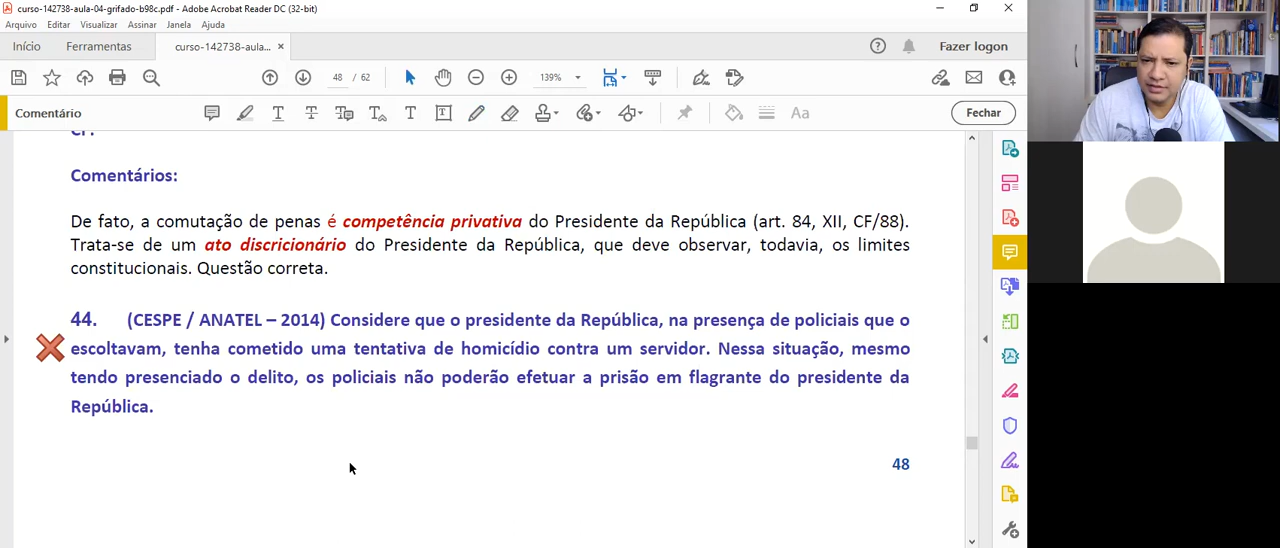 curso-142738-aula-04-grifado-b98c.pdf - Adobe Acrobat Reader DC (32-bit)
Arquivo Editar Visualizar Assinar Janela Ajuda
Início Ferramentas curso-142738-aula... × Fazer logon
48 / 62 139%
Comentário Aa Fechar
CF.
Comentários:
De fato, a comutação de penas é competência privativa do Presidente da República (art. 84, XII, CF/88).
Trata-se de um ato discricionário do Presidente da República, que deve observar, todavia, os limites
constitucionais. Questão correta.
44. (CESPE / ANATEL – 2014) Considere que o presidente da República, na presença de policiais que o
escoltavam, tenha cometido uma tentativa de homicídio contra um servidor. Nessa situação, mesmo
tendo presenciado o delito, os policiais não poderão efetuar a prisão em flagrante do presidente da
República.
48